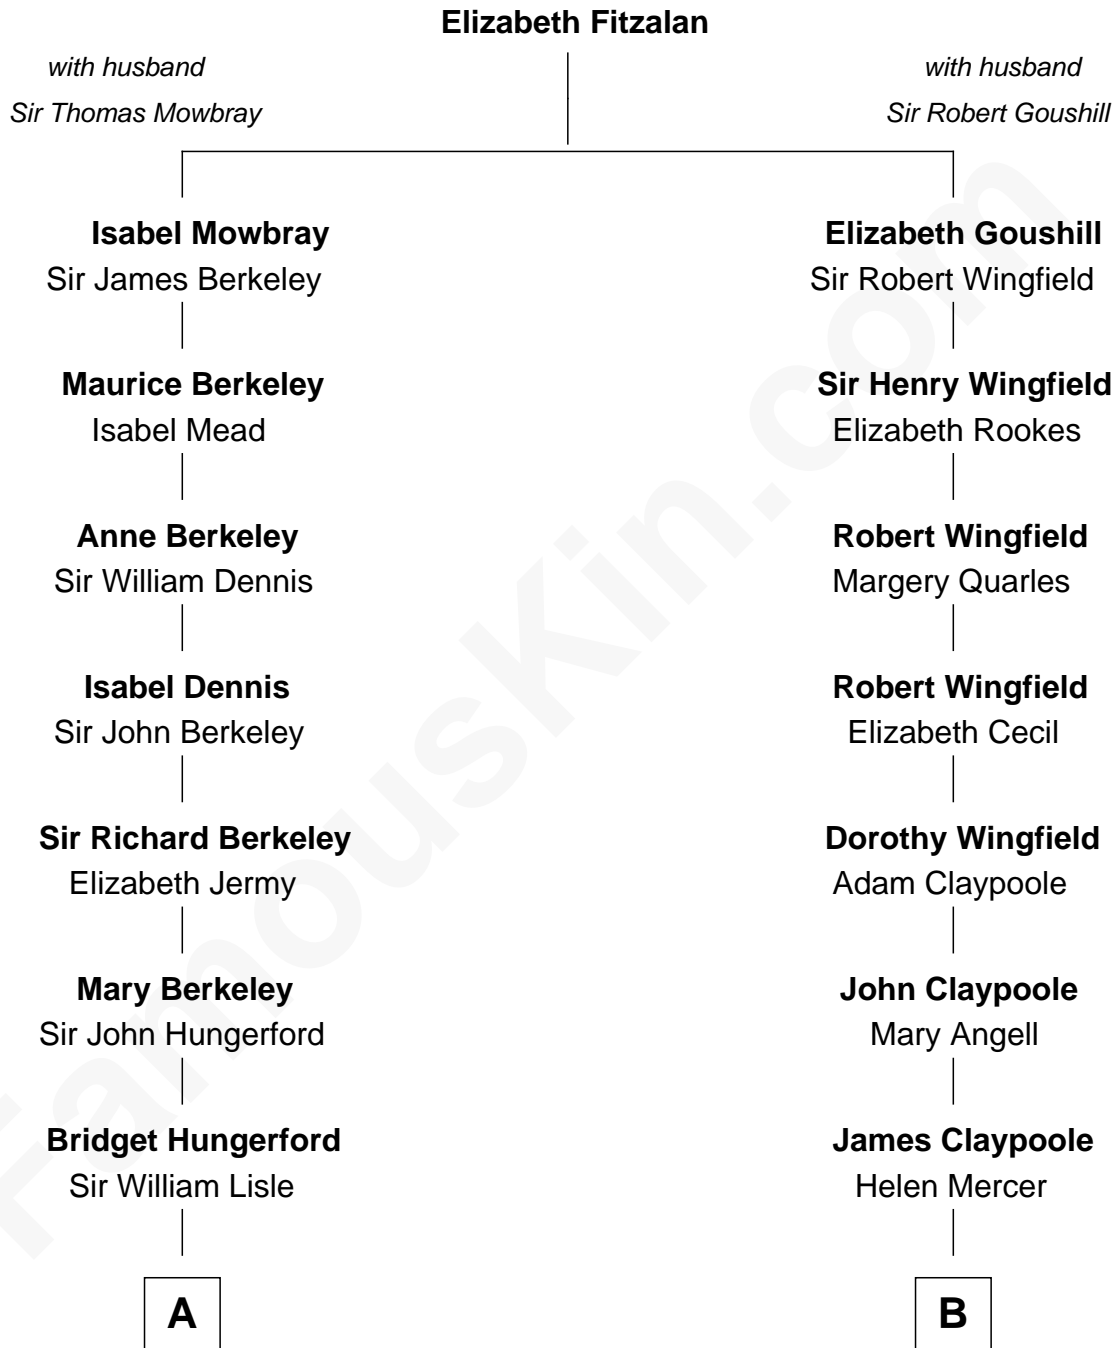 Elizabeth Fitzalan
with husband
Sir Thomas Mowbray
with husband
Sir Robert Goushill
Isabel Mowbray
Sir James Berkeley
Maurice Berkeley
Isabel Mead
Anne Berkeley
Sir William Dennis
Isabel Dennis
Sir John Berkeley
Sir Richard Berkeley
Elizabeth Jermy
Mary Berkeley
Sir John Hungerford
Bridget Hungerford
Sir William Lisle
A
Elizabeth Goushill
Sir Robert Wingfield
Sir Henry Wingfield
Elizabeth Rookes
Robert Wingfield
Margery Quarles
Robert Wingfield
Elizabeth Cecil
Dorothy Wingfield
Adam Claypoole
John Claypoole
Mary Angell
James Claypoole
Helen Mercer
B
FamousKin.com